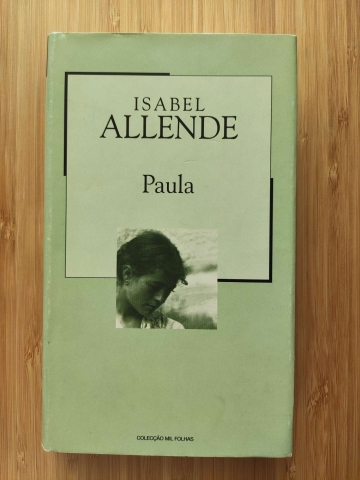 ISABEL
ALLENDE
Paula
COLECÇÃO MIL FOLHAS